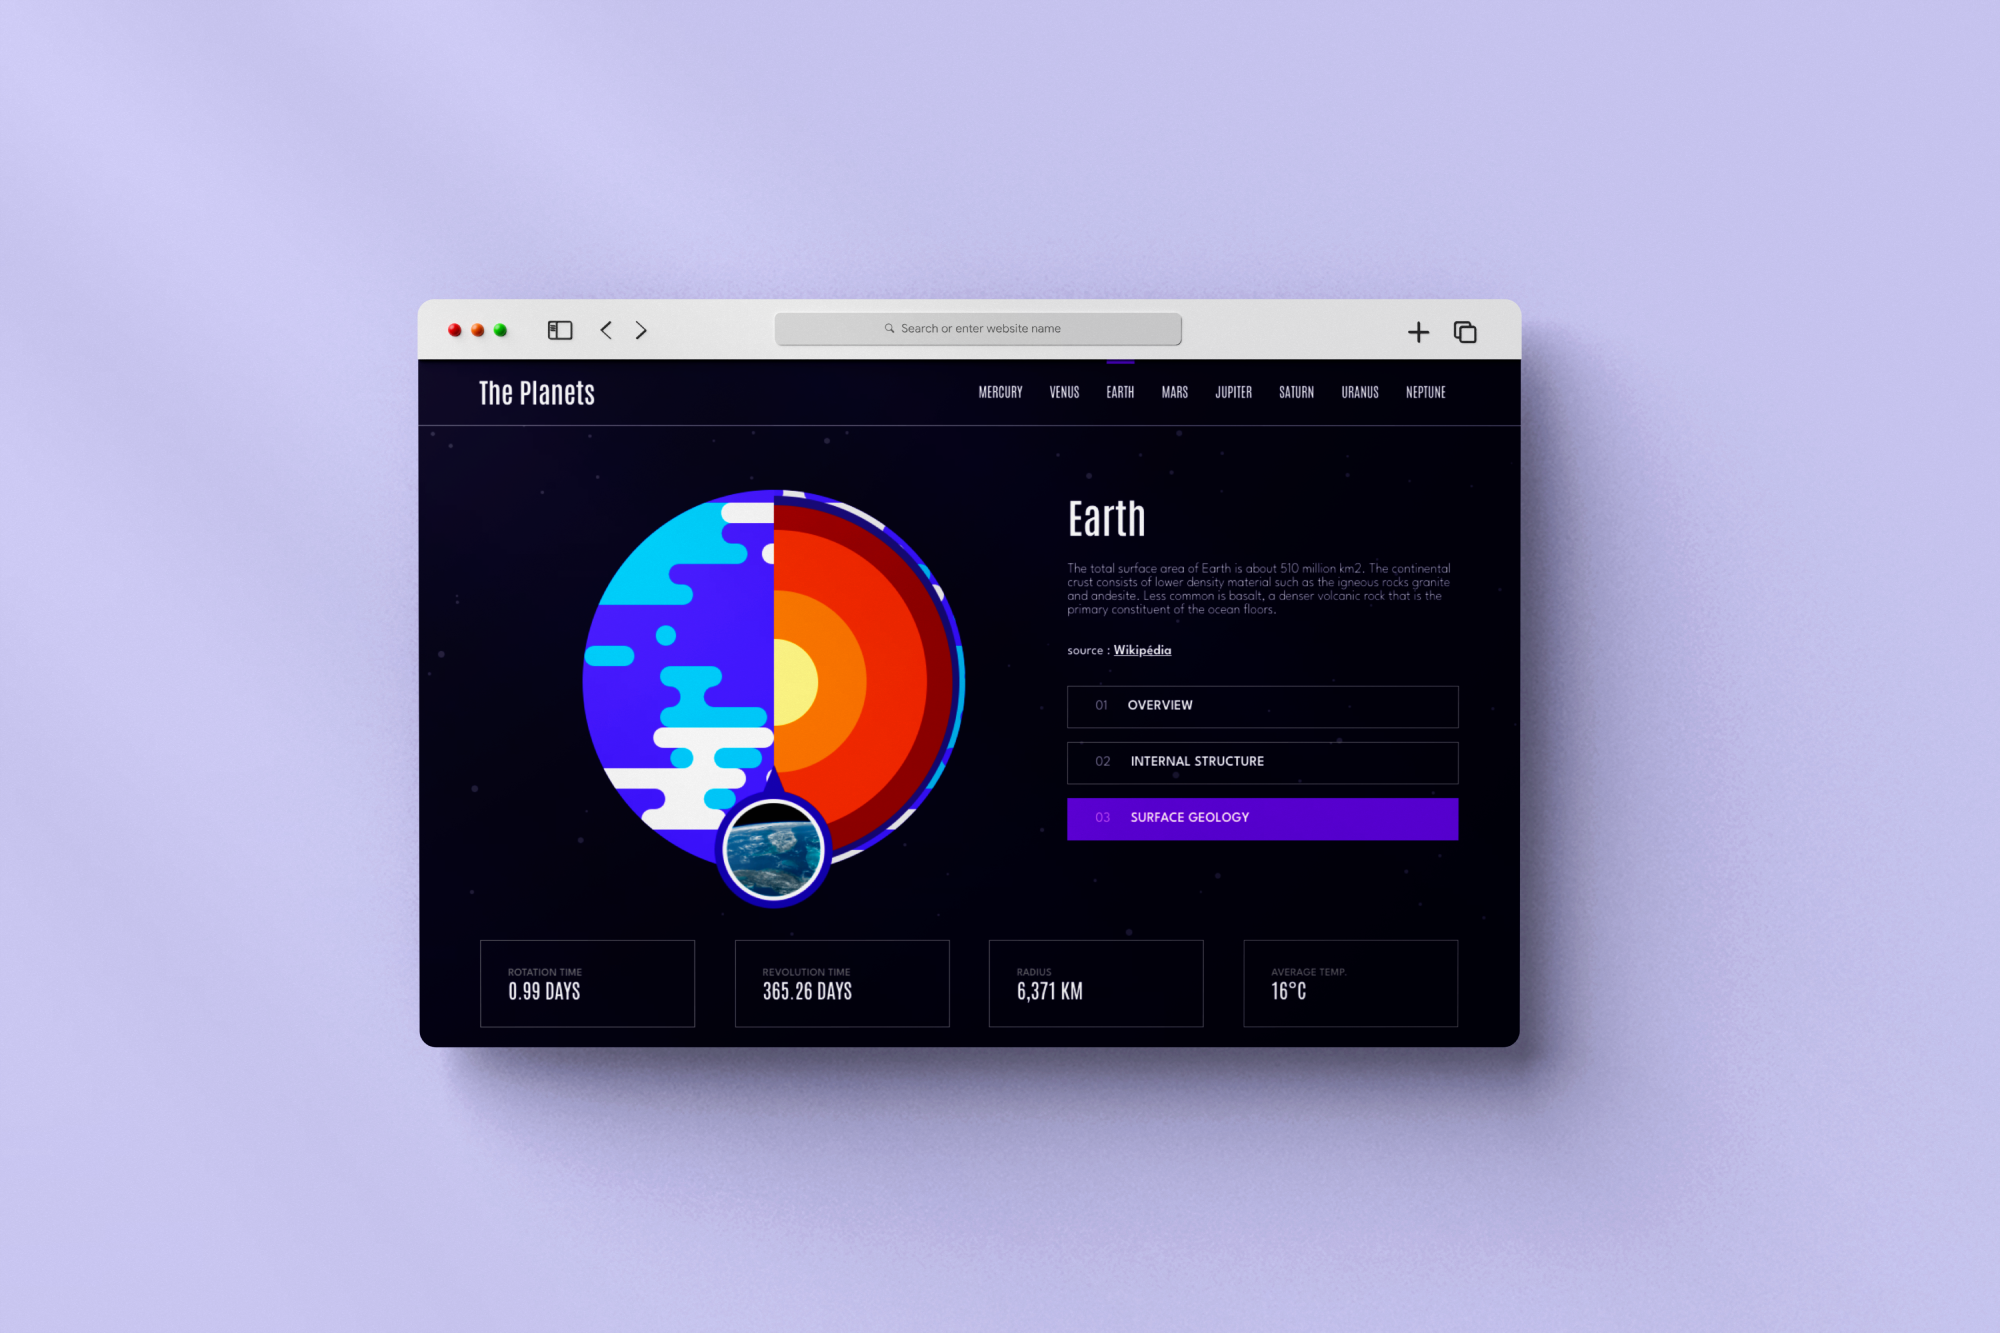 Search or enter website name
The Planets
MERCURY VENUS EARTH MARS JUPITER SATURN URANUS NEPTUNE
Earth
The total surface area of Earth is about 510 million km2. The continental
crust consists of lower density material such as the igneous rocks granite
and andesite. Less common is basalt, a denser volcanic rock that is the
primary constituent of the ocean floors.
source : Wikipédia
01 OVERVIEW
02 INTERNAL STRUCTURE
03 SURFACE GEOLOGY
ROTATION TIME
0.99 DAYS
REVOLUTION TIME
365.26 DAYS
RADIUS
6,371 KM
AVERAGE TEMP.
16°C